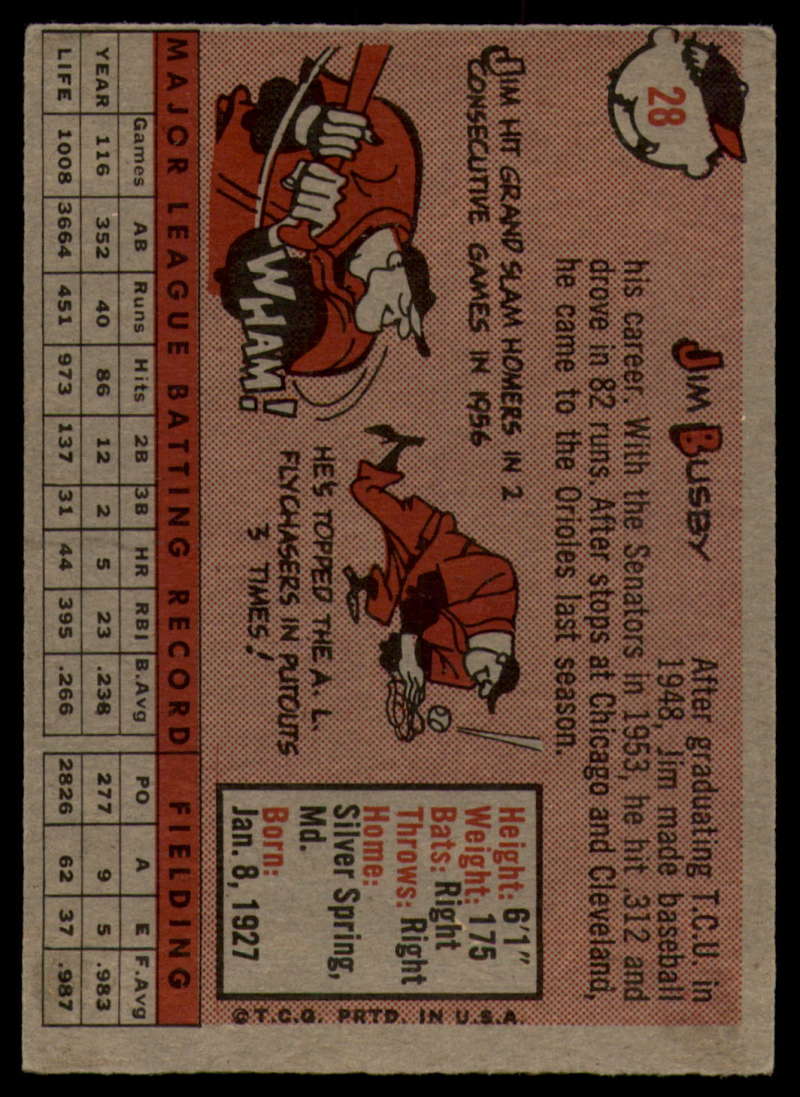 28
JIM BUSBY
After graduating T.C.U. in
1948, Jim made baseball
his career. With the Senators in 1953, he hit .312 and
drove in 82 runs. After stops at Chicago and Cleveland,
he came to the Orioles last season.
JIM HIT GRAND SLAM HOMERS IN 2
CONSECUTIVE GAMES IN 1956
WHAM!
HE'S TOPPED THE A.L.
FLYCHASERS IN PUTOUTS
3 TIMES!
Height: 6'1"
Weight: 175
Bats: Right
Throws: Right
Home:
Silver Spring,
Md.
Born:
Jan. 8, 1927
©T.C.G. PRTD. IN U.S.A.
MAJOR LEAGUE BATTING RECORD FIELDING
Games AB Runs Hits 2B 3B HR RBI B.Avg PO A E F.Avg
YEAR 116 352 40 86 12 2 5 23 .238 277 9 5 .983
LIFE 1008 3664 451 973 137 31 44 395 .266 2826 62 37 .987